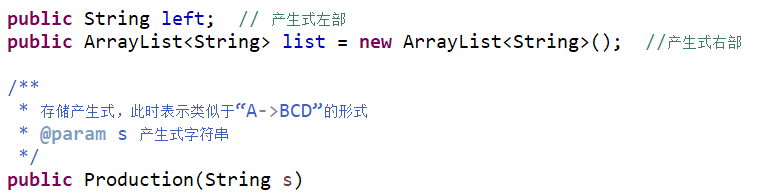 public String left;  // 产生式左部
public ArrayList<String> list = new ArrayList<String>();  //产生式右部
/**
 * 存储产生式，此时表示类似于“A->BCD”的形式
 * @param s 产生式字符串
 */
public Production(String s)